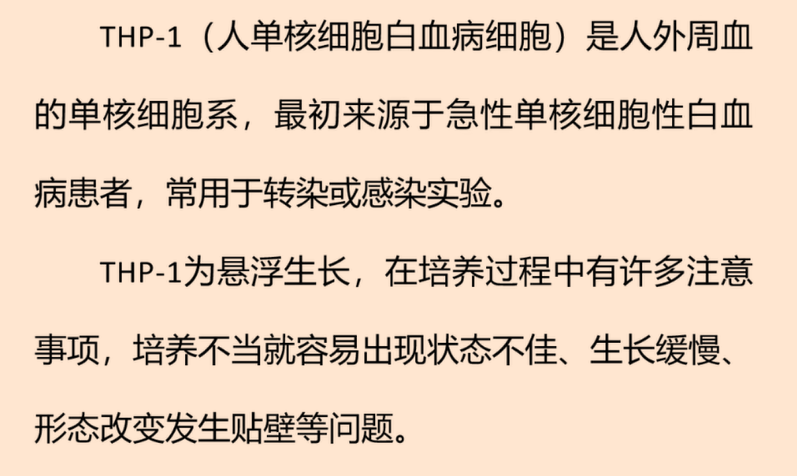 THP-1（人单核细胞白血病细胞）是人外周血
的单核细胞系，最初来源于急性单核细胞性白血
病患者，常用于转染或感染实验。
THP-1为悬浮生长，在培养过程中有许多注意
事项，培养不当就容易出现状态不佳、生长缓慢、
形态改变发生贴壁等问题。